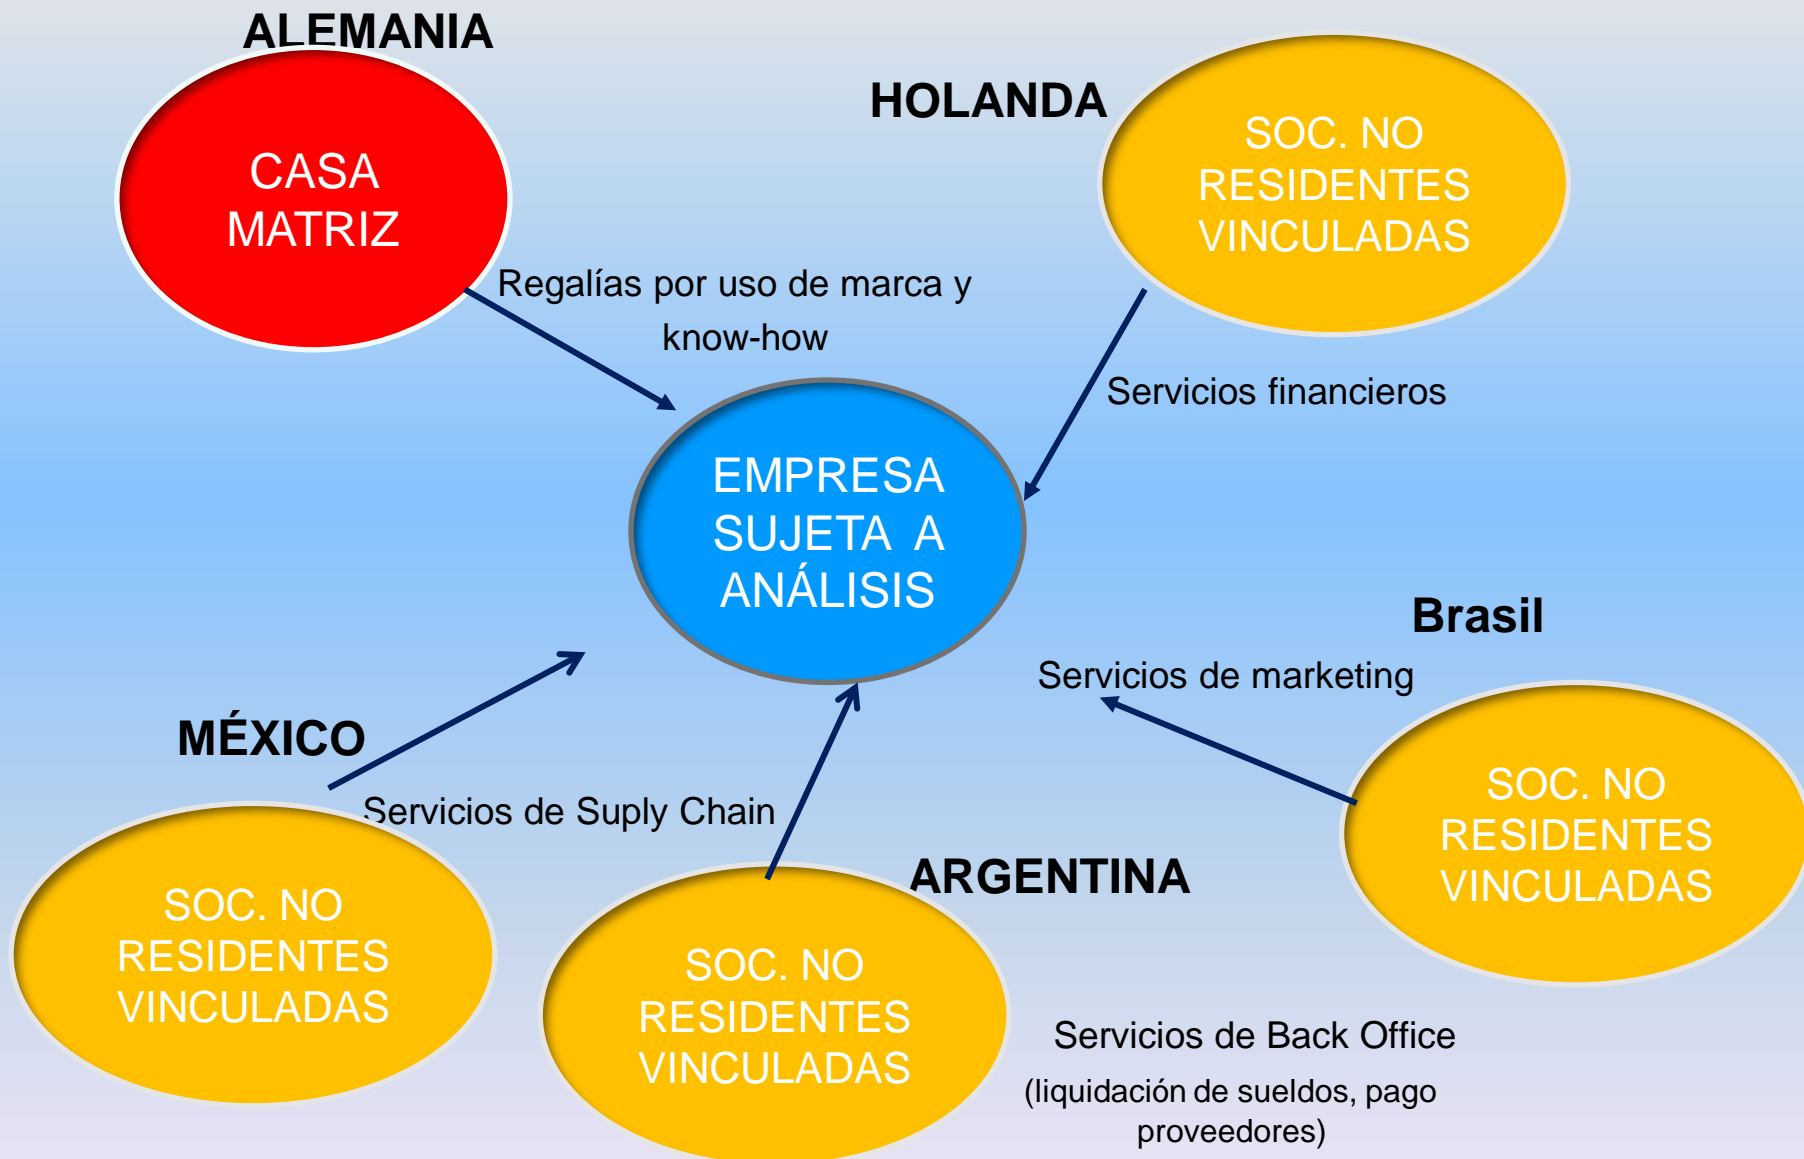 ALEMANIA
CASA
MATRIZ
HOLANDA
SOC. NO
RESIDENTES
VINCULADAS
Regalías por uso de marca y
know-how
Servicios financieros
EMPRESA
SUJETA A
ANÁLISIS
Brasil
Servicios de marketing
SOC. NO
RESIDENTES
VINCULADAS
MÉXICO
Servicios de Suply Chain
SOC. NO
RESIDENTES
VINCULADAS
ARGENTINA
SOC. NO
RESIDENTES
VINCULADAS
Servicios de Back Office
(liquidación de sueldos, pago
proveedores)